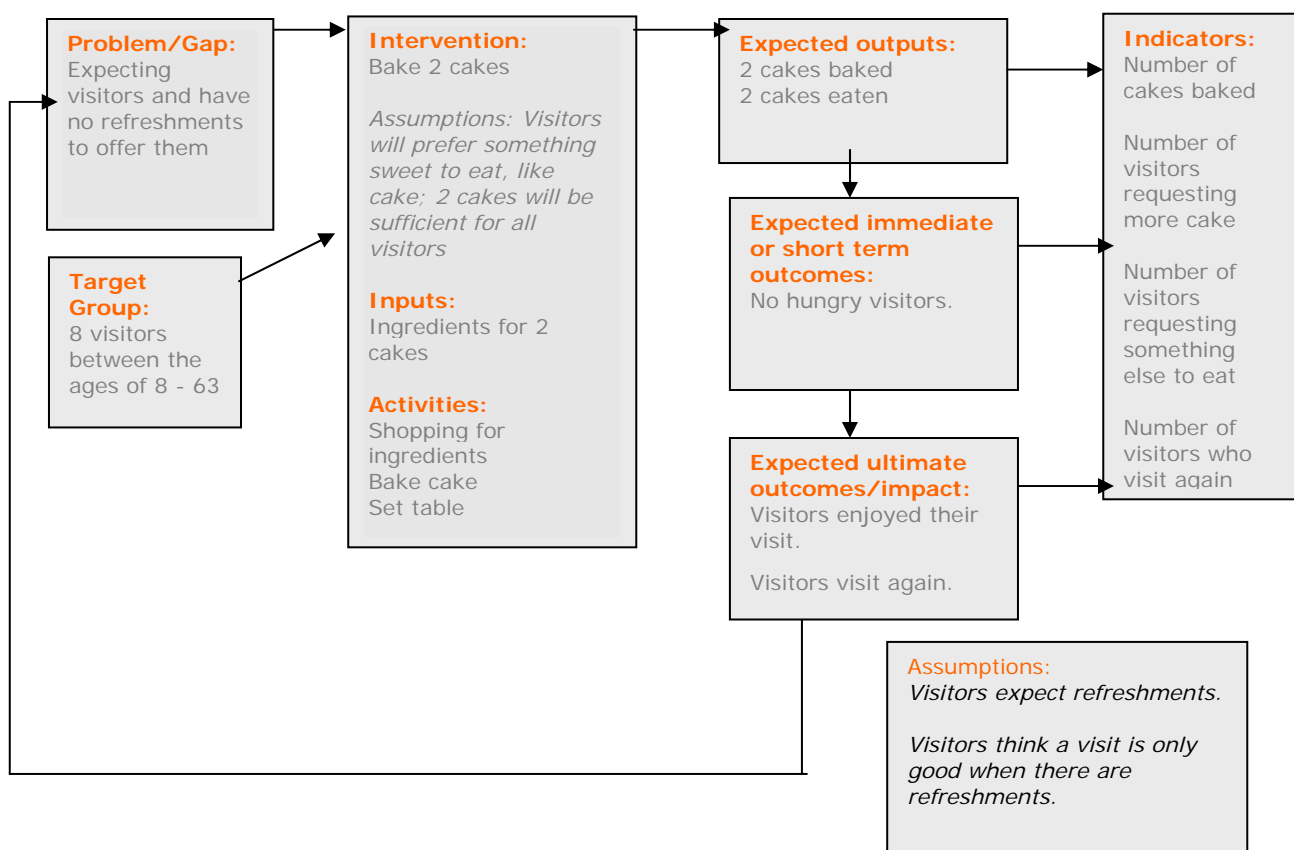 Problem/Gap:
Expecting
visitors and have
no refreshments
to offer them
Target
Group:
8 visitors
between the
ages of 8 - 63
Intervention:
Bake 2 cakes
Assumptions: Visitors
will prefer something
sweet to eat, like
cake; 2 cakes will be
sufficient for all
visitors
Inputs:
Ingredients for 2
cakes
Activities:
Shopping for
ingredients
Bake cake
Set table
Expected outputs:
2 cakes baked
2 cakes eaten
Expected immediate
or short term
outcomes:
No hungry visitors.
Expected ultimate
outcomes/impact:
Visitors enjoyed their
visit.
Visitors visit again.
Indicators:
Number of
cakes baked
Number of
visitors
requesting
more cake
Number of
visitors
requesting
something
else to eat
Number of
visitors who
visit again
Assumptions:
Visitors expect refreshments.
Visitors think a visit is only
good when there are
refreshments.